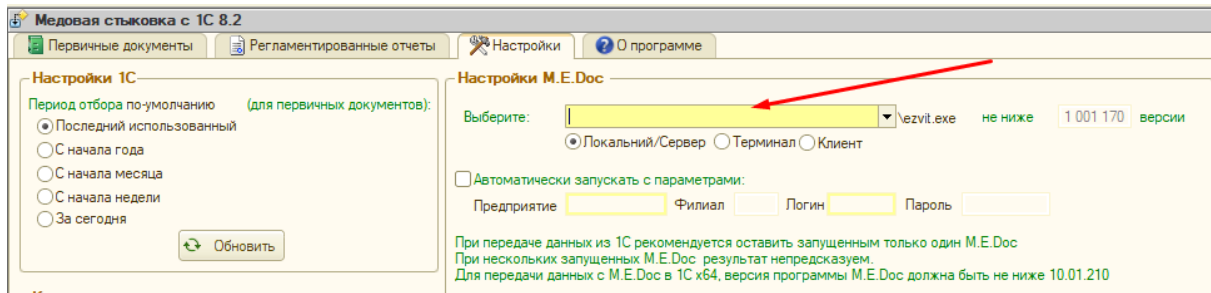 Медовая стыковка с 1С 8.2
Первичные документы
Регламентированные отчеты
Настройки
О программе
Настройки 1С
Период отбора по-умолчанию (для первичных документов):
Последний использованный
С начала года
С начала месяца
С начала недели
За сегодня
Обновить
Настройки M.E.Doc
Выберите: \ezvit.exe не ниже 1 001 170 версии
Локальний/Сервер Терминал Клиент
Автоматически запускать с параметрами:
Предприятие Филиал Логин Пароль
При передаче данных из 1С рекомендуется оставить запущенным только один M.E.Doc
При нескольких запущенных M.E.Doc результат непредсказуем.
Для передачи данных с M.E.Doc в 1С х64, версия программы M.E.Doc должна быть не ниже 10.01.210